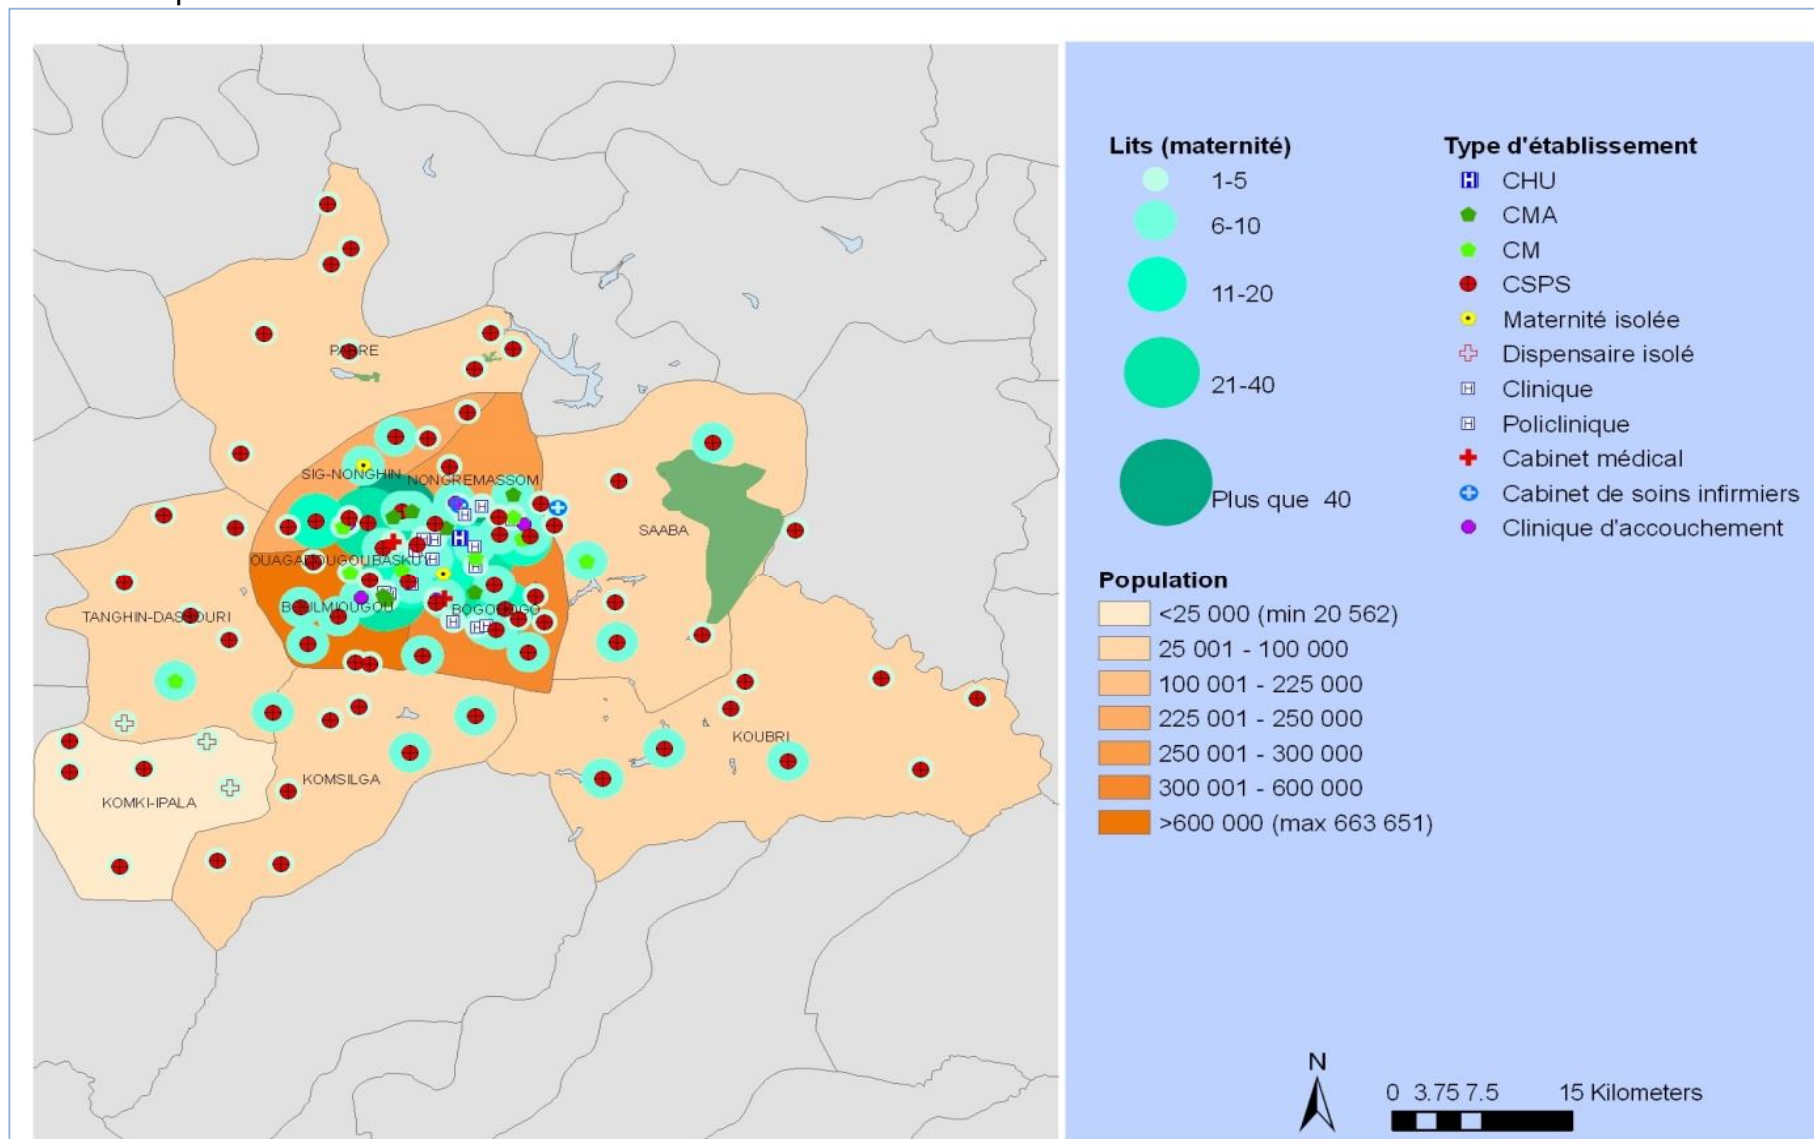 PABRE
SIG-NONGHIN
NONGREMASSOM
SAABA
OUAGADOUGOU
BASKUY
TANGHIN-DASSOURI
BOULMIOUGOU
BOGODOGO
KOUBRI
KOMSILGA
KOMKI-IPALA
Lits (maternité)
1-5
6-10
11-20
21-40
Plus que 40
Type d'établissement
CHU
CMA
CM
CSPS
Maternité isolée
Dispensaire isolé
Clinique
Policlinique
Cabinet médical
Cabinet de soins infirmiers
Clinique d'accouchement
Population
<25 000 (min 20 562)
25 001 - 100 000
100 001 - 225 000
225 001 - 250 000
250 001 - 300 000
300 001 - 600 000
>600 000 (max 663 651)
N
0 3.75 7.5 15 Kilometers